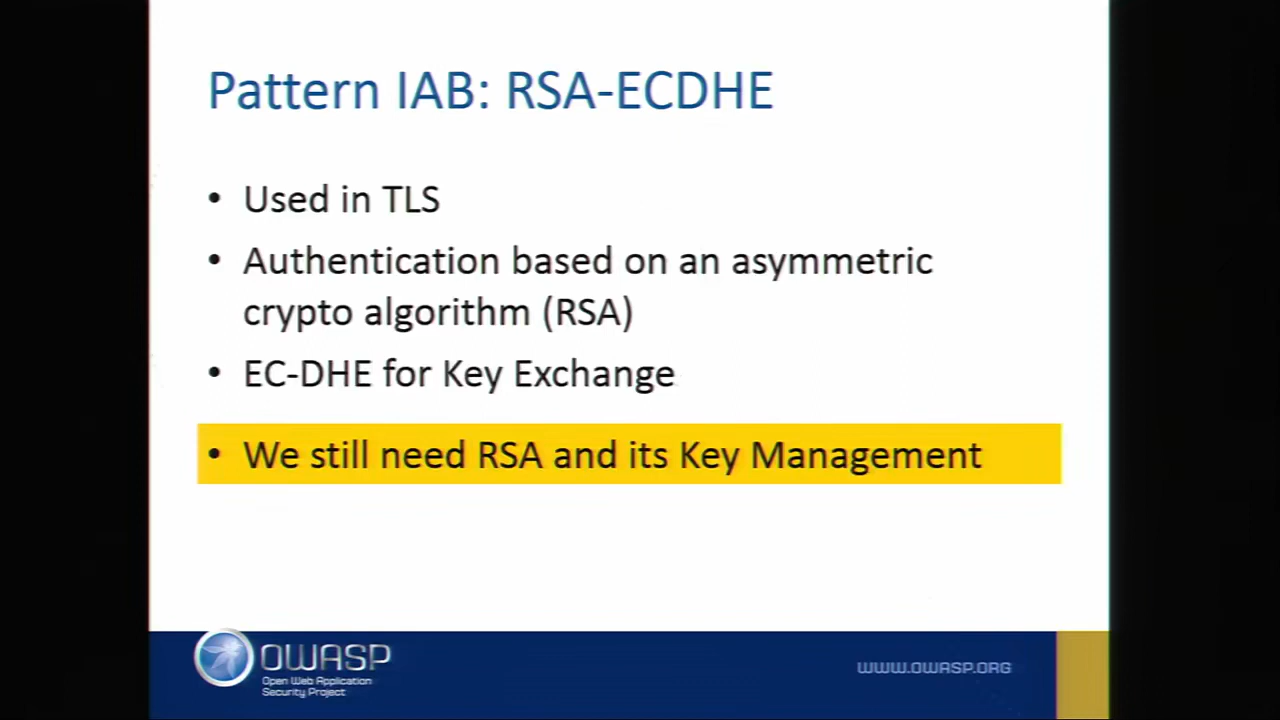 Pattern IAB: RSA-ECDHE
• Used in TLS
• Authentication based on an asymmetric
crypto algorithm (RSA)
• EC-DHE for Key Exchange
• We still need RSA and its Key Management
OWASP
Open Web Application
Security Project
WWW.OWASP.ORG